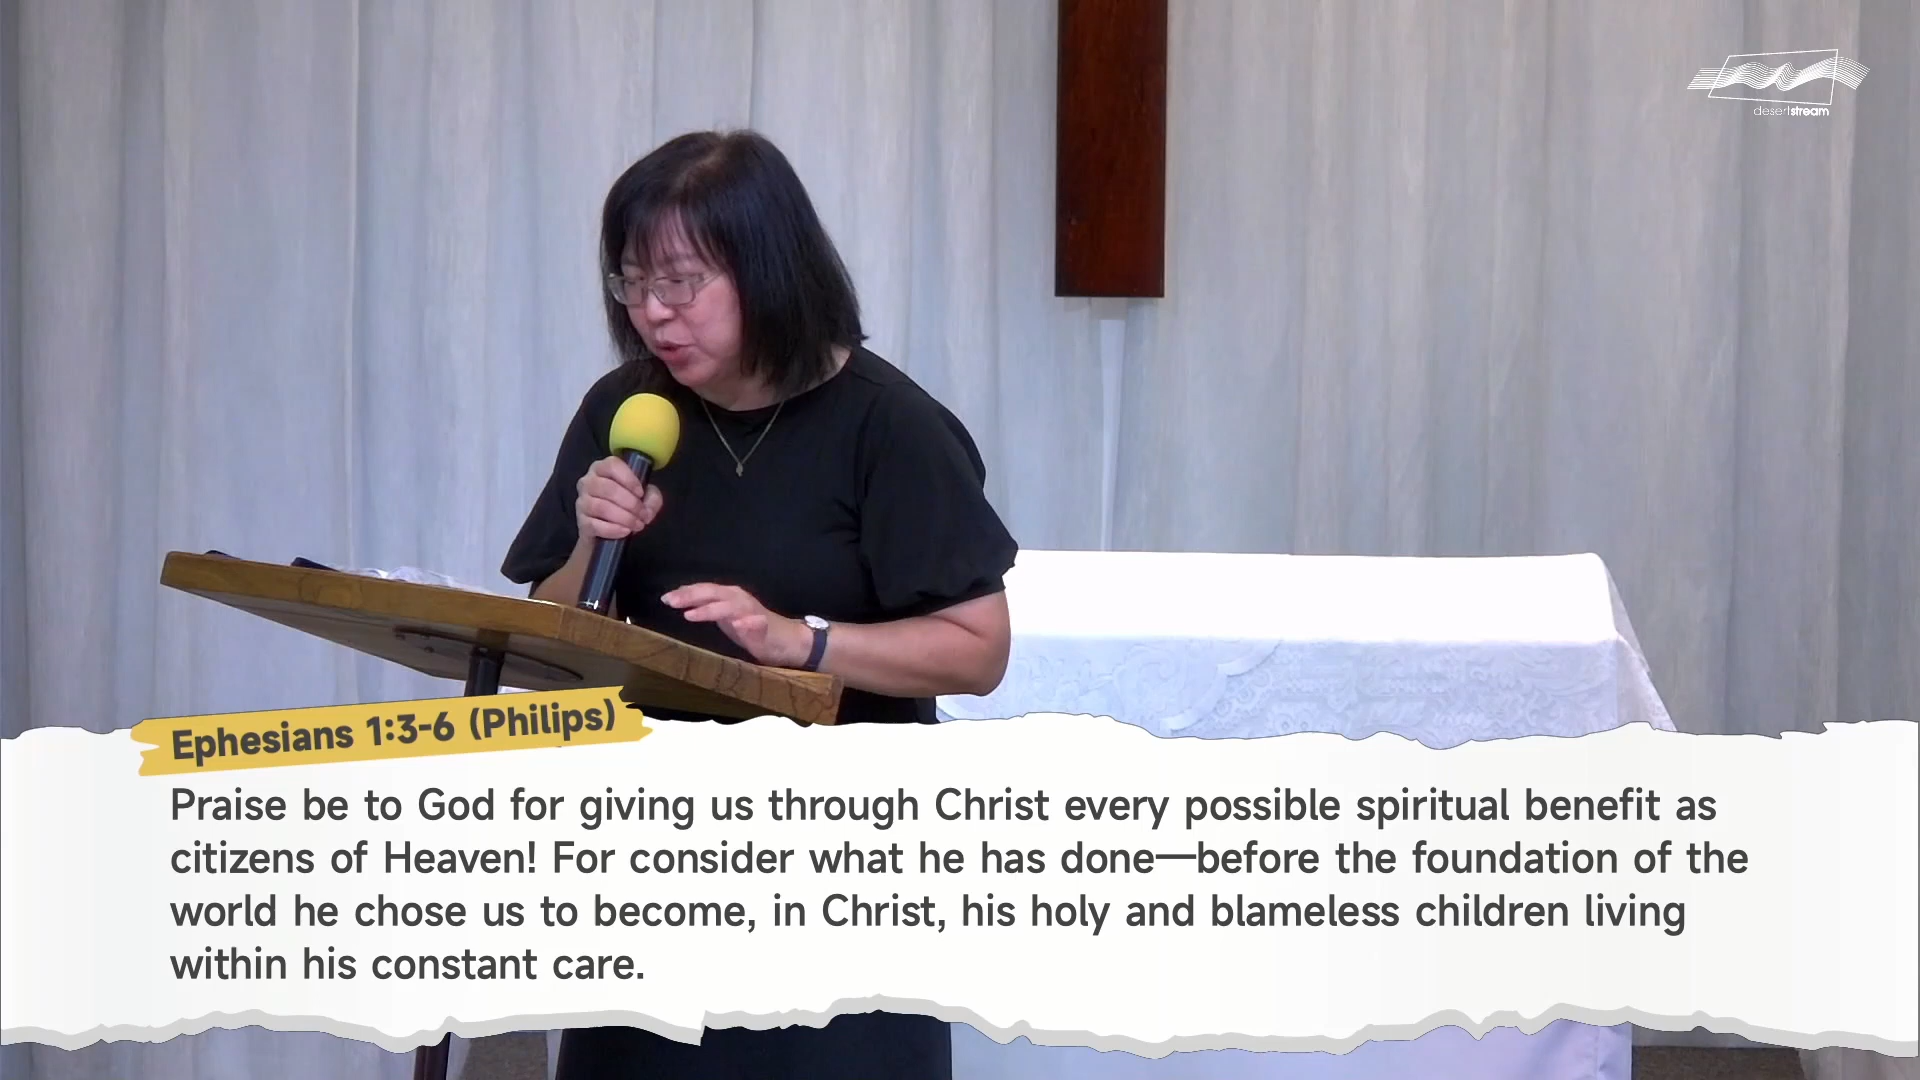 desertstream
Ephesians 1:3-6 (Philips)
Praise be to God for giving us through Christ every possible spiritual benefit as
citizens of Heaven! For consider what he has done—before the foundation of the
world he chose us to become, in Christ, his holy and blameless children living
within his constant care.